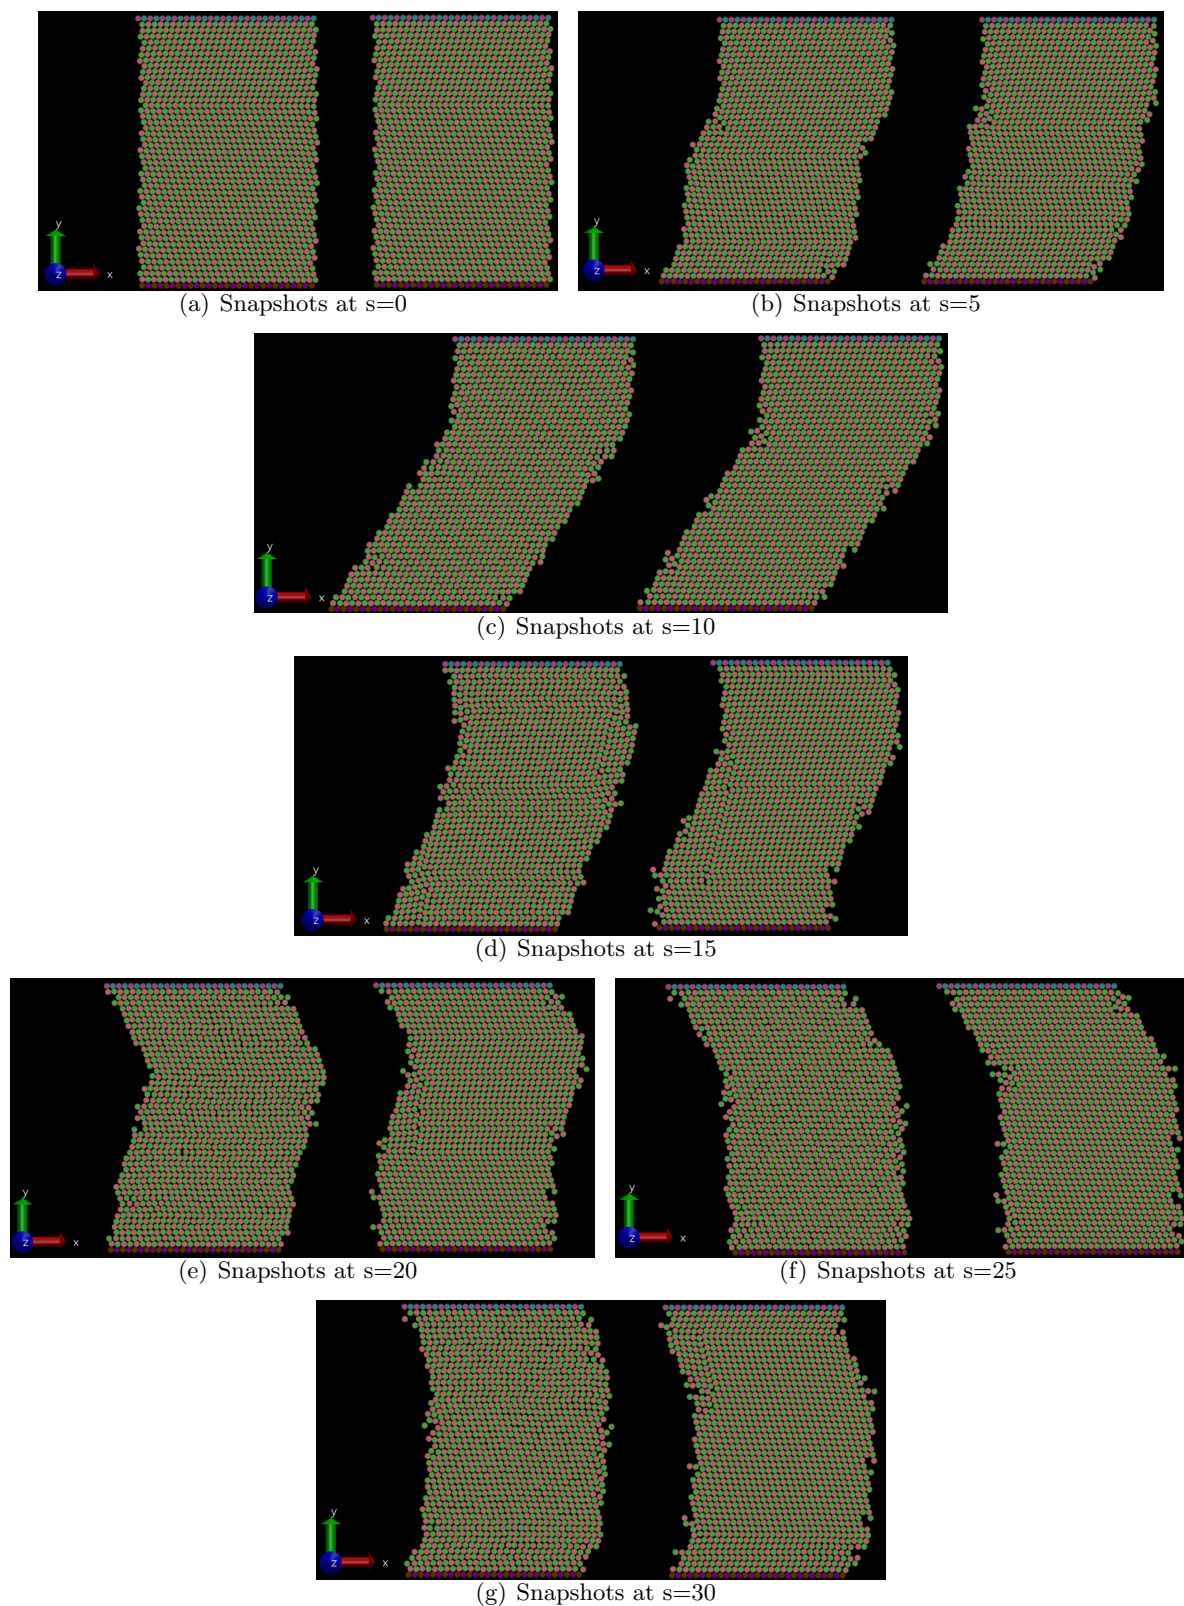 y
z
x
(a) Snapshots at s=0
y
z
x
(b) Snapshots at s=5
y
z
x
(c) Snapshots at s=10
y
z
x
(d) Snapshots at s=15
y
z
x
(e) Snapshots at s=20
y
z
x
(f) Snapshots at s=25
y
z
x
(g) Snapshots at s=30